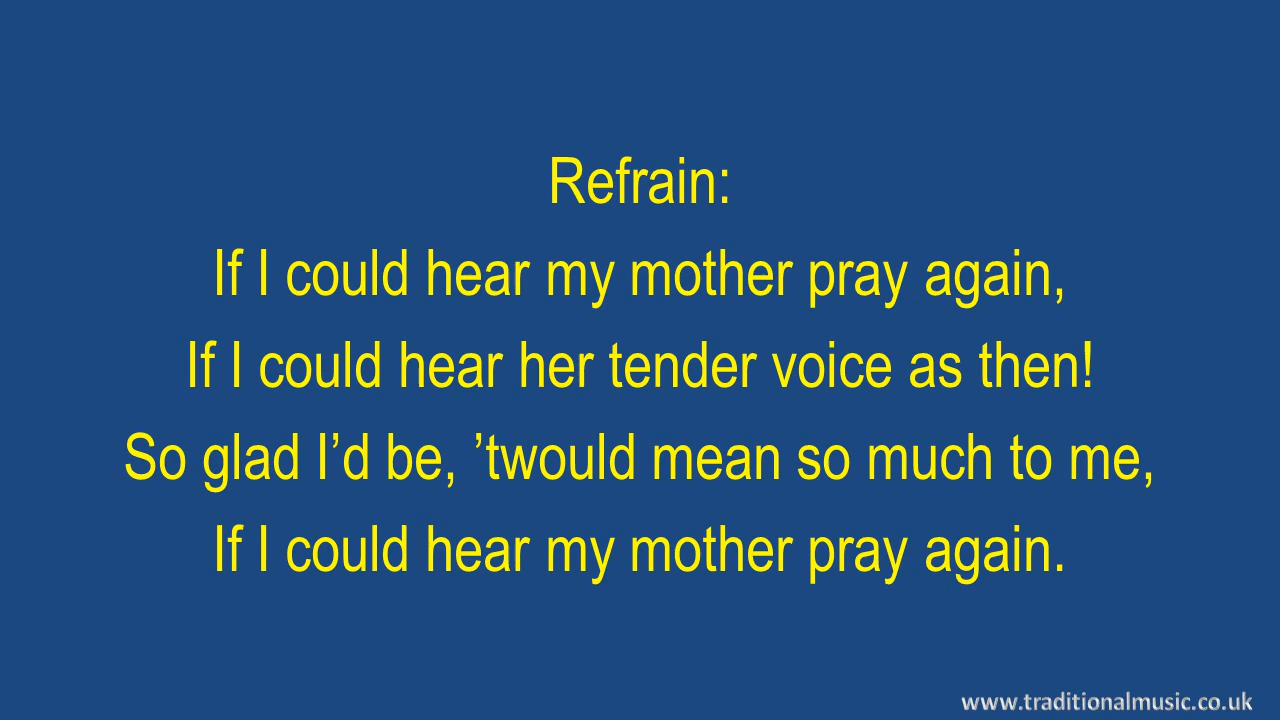 Refrain:
If I could hear my mother pray again,
If I could hear her tender voice as then!
So glad I’d be, ’twould mean so much to me,
If I could hear my mother pray again.
www.traditionalmusic.co.uk